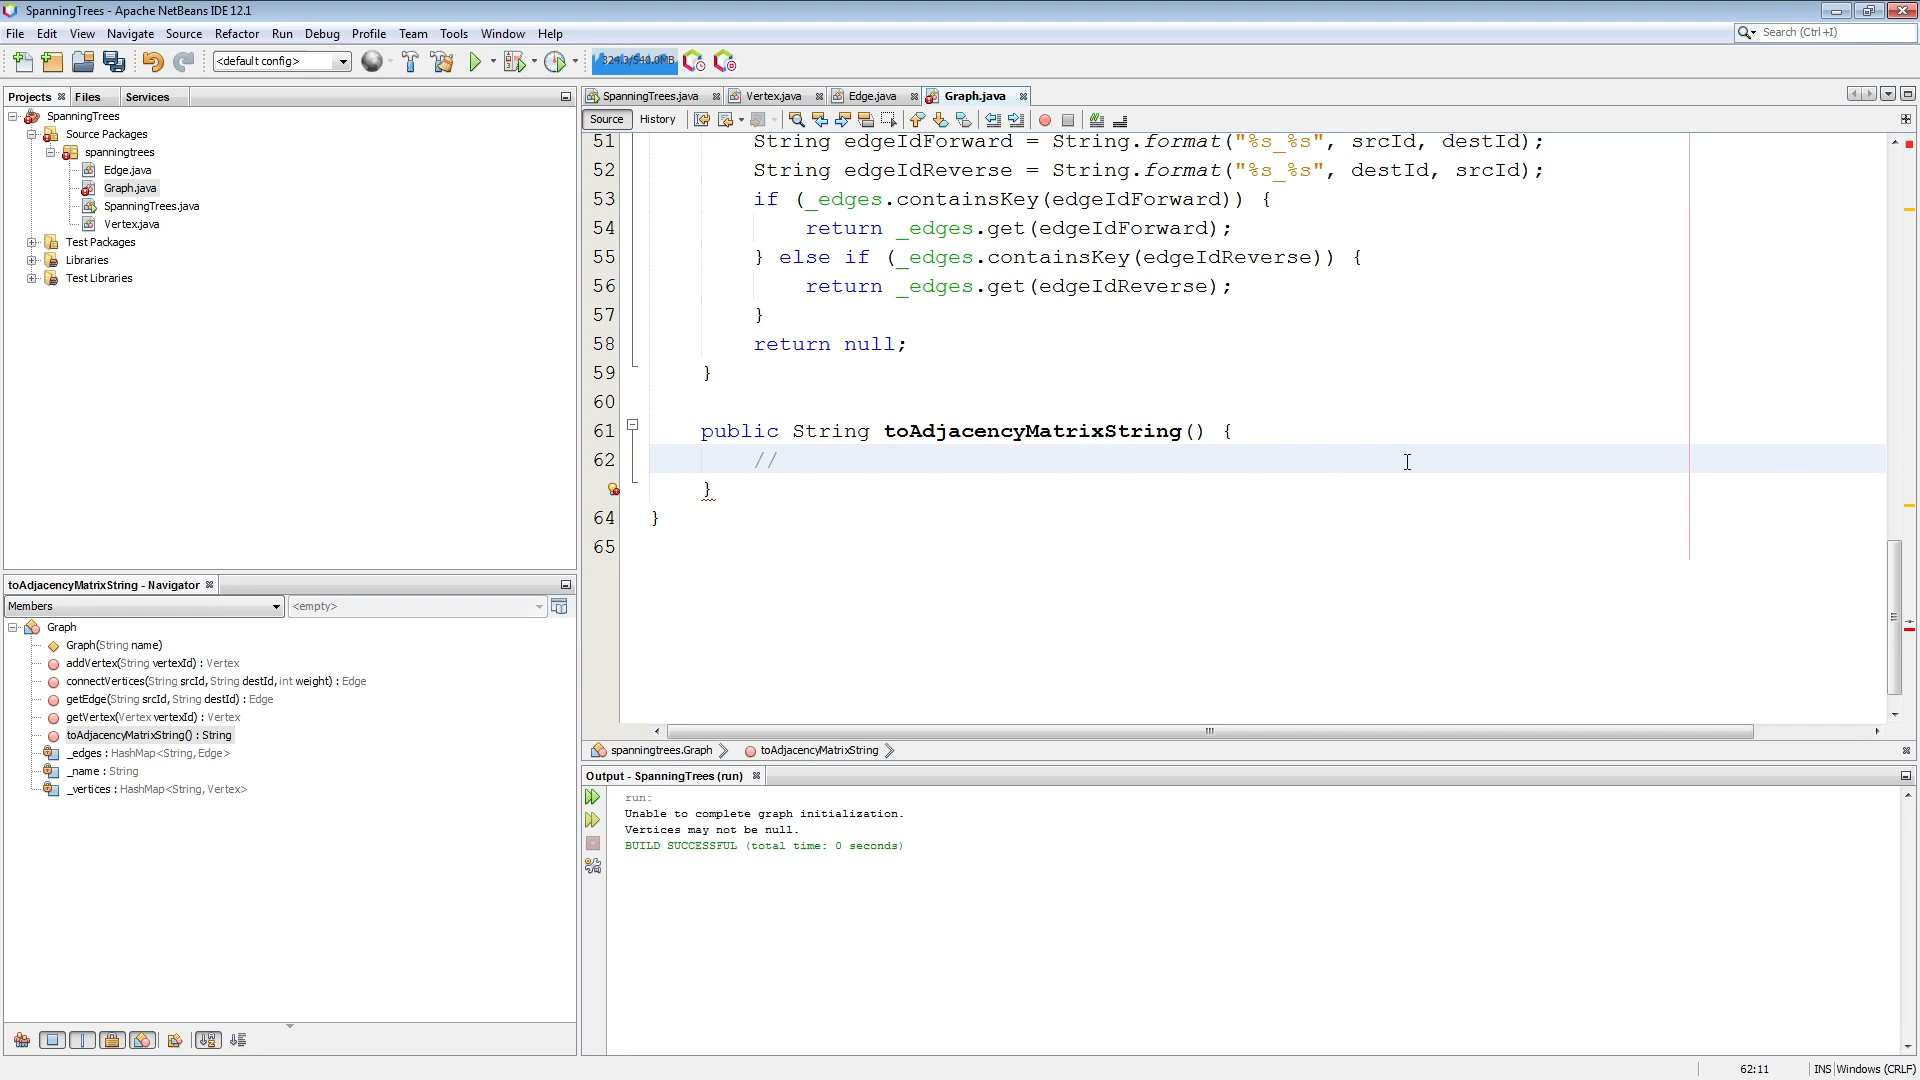 SpanningTrees - Apache NetBeans IDE 12.1
File Edit View Navigate Source Refactor Run Debug Profile Team Tools Window Help
Search (Ctrl+I)
<default config>
324.3/540.0MB
Projects Files Services
SpanningTrees
Source Packages
spanningtrees
Edge.java
Graph.java
SpanningTrees.java
Vertex.java
Test Packages
Libraries
Test Libraries
toAdjacencyMatrixString - Navigator
Members <empty>
Graph
Graph(String name)
addVertex(String vertexId) : Vertex
connectVertices(String srcId, String destId, int weight) : Edge
getEdge(String srcId, String destId) : Edge
getVertex(Vertex vertexId) : Vertex
toAdjacencyMatrixString() : String
_edges : HashMap<String, Edge>
_name : String
_vertices : HashMap<String, Vertex>
SpanningTrees.java Vertex.java Edge.java Graph.java
Source History
51 String edgeIdForward = String.format("%s_%s", srcId, destId);
52 String edgeIdReverse = String.format("%s_%s", destId, srcId);
53 if (_edges.containsKey(edgeIdForward)) {
54 return _edges.get(edgeIdForward);
55 } else if (_edges.containsKey(edgeIdReverse)) {
56 return _edges.get(edgeIdReverse);
57 }
58 return null;
59 }
60
61 public String toAdjacencyMatrixString() {
62 //
}
64 }
65
spanningtrees.Graph toAdjacencyMatrixString
Output - SpanningTrees (run)
run:
Unable to complete graph initialization.
Vertices may not be null.
BUILD SUCCESSFUL (total time: 0 seconds)
62:11 INS Windows (CRLF)